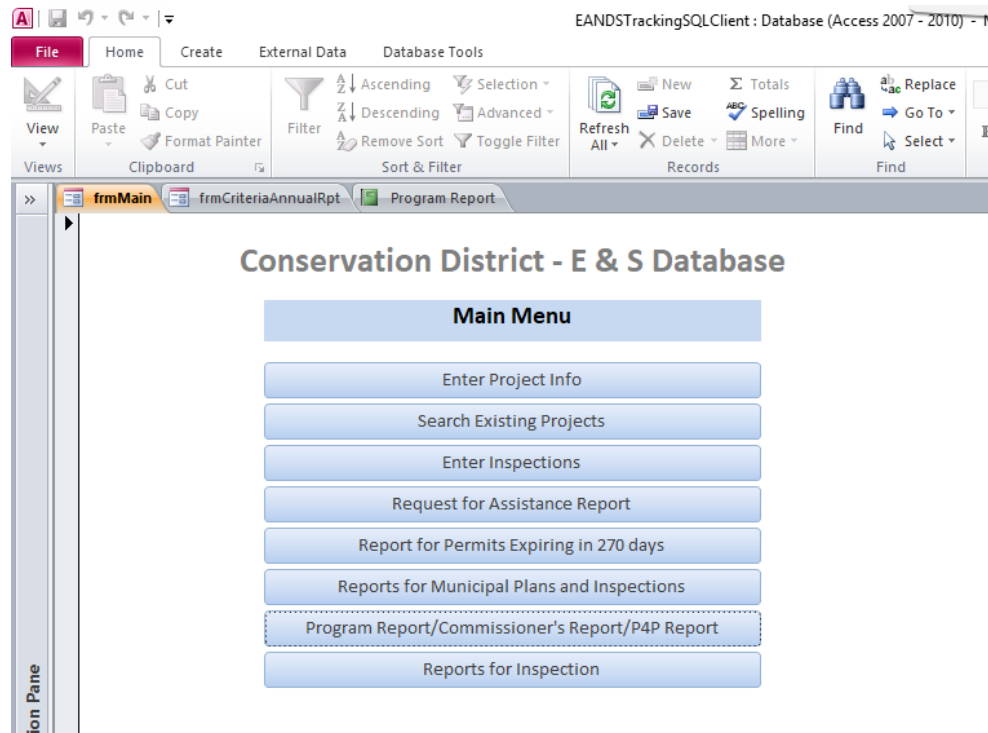 A
EANDSTrackingSQLClient : Database (Access 2007 - 2010) -
File Home Create External Data Database Tools
View
Views
Paste
Cut
Copy
Format Painter
Clipboard
Filter
Ascending
Descending
Remove Sort
Selection
Advanced
Toggle Filter
Sort & Filter
Refresh
All
New
Save
Delete
Totals
Spelling
More
Records
Find
Replace
Go To
Select
Find
frmMain frmCriteriaAnnualRpt Program Report
Conservation District - E & S Database
Main Menu
Enter Project Info
Search Existing Projects
Enter Inspections
Request for Assistance Report
Report for Permits Expiring in 270 days
Reports for Municipal Plans and Inspections
Program Report/Commissioner's Report/P4P Report
Reports for Inspection
ion Pane